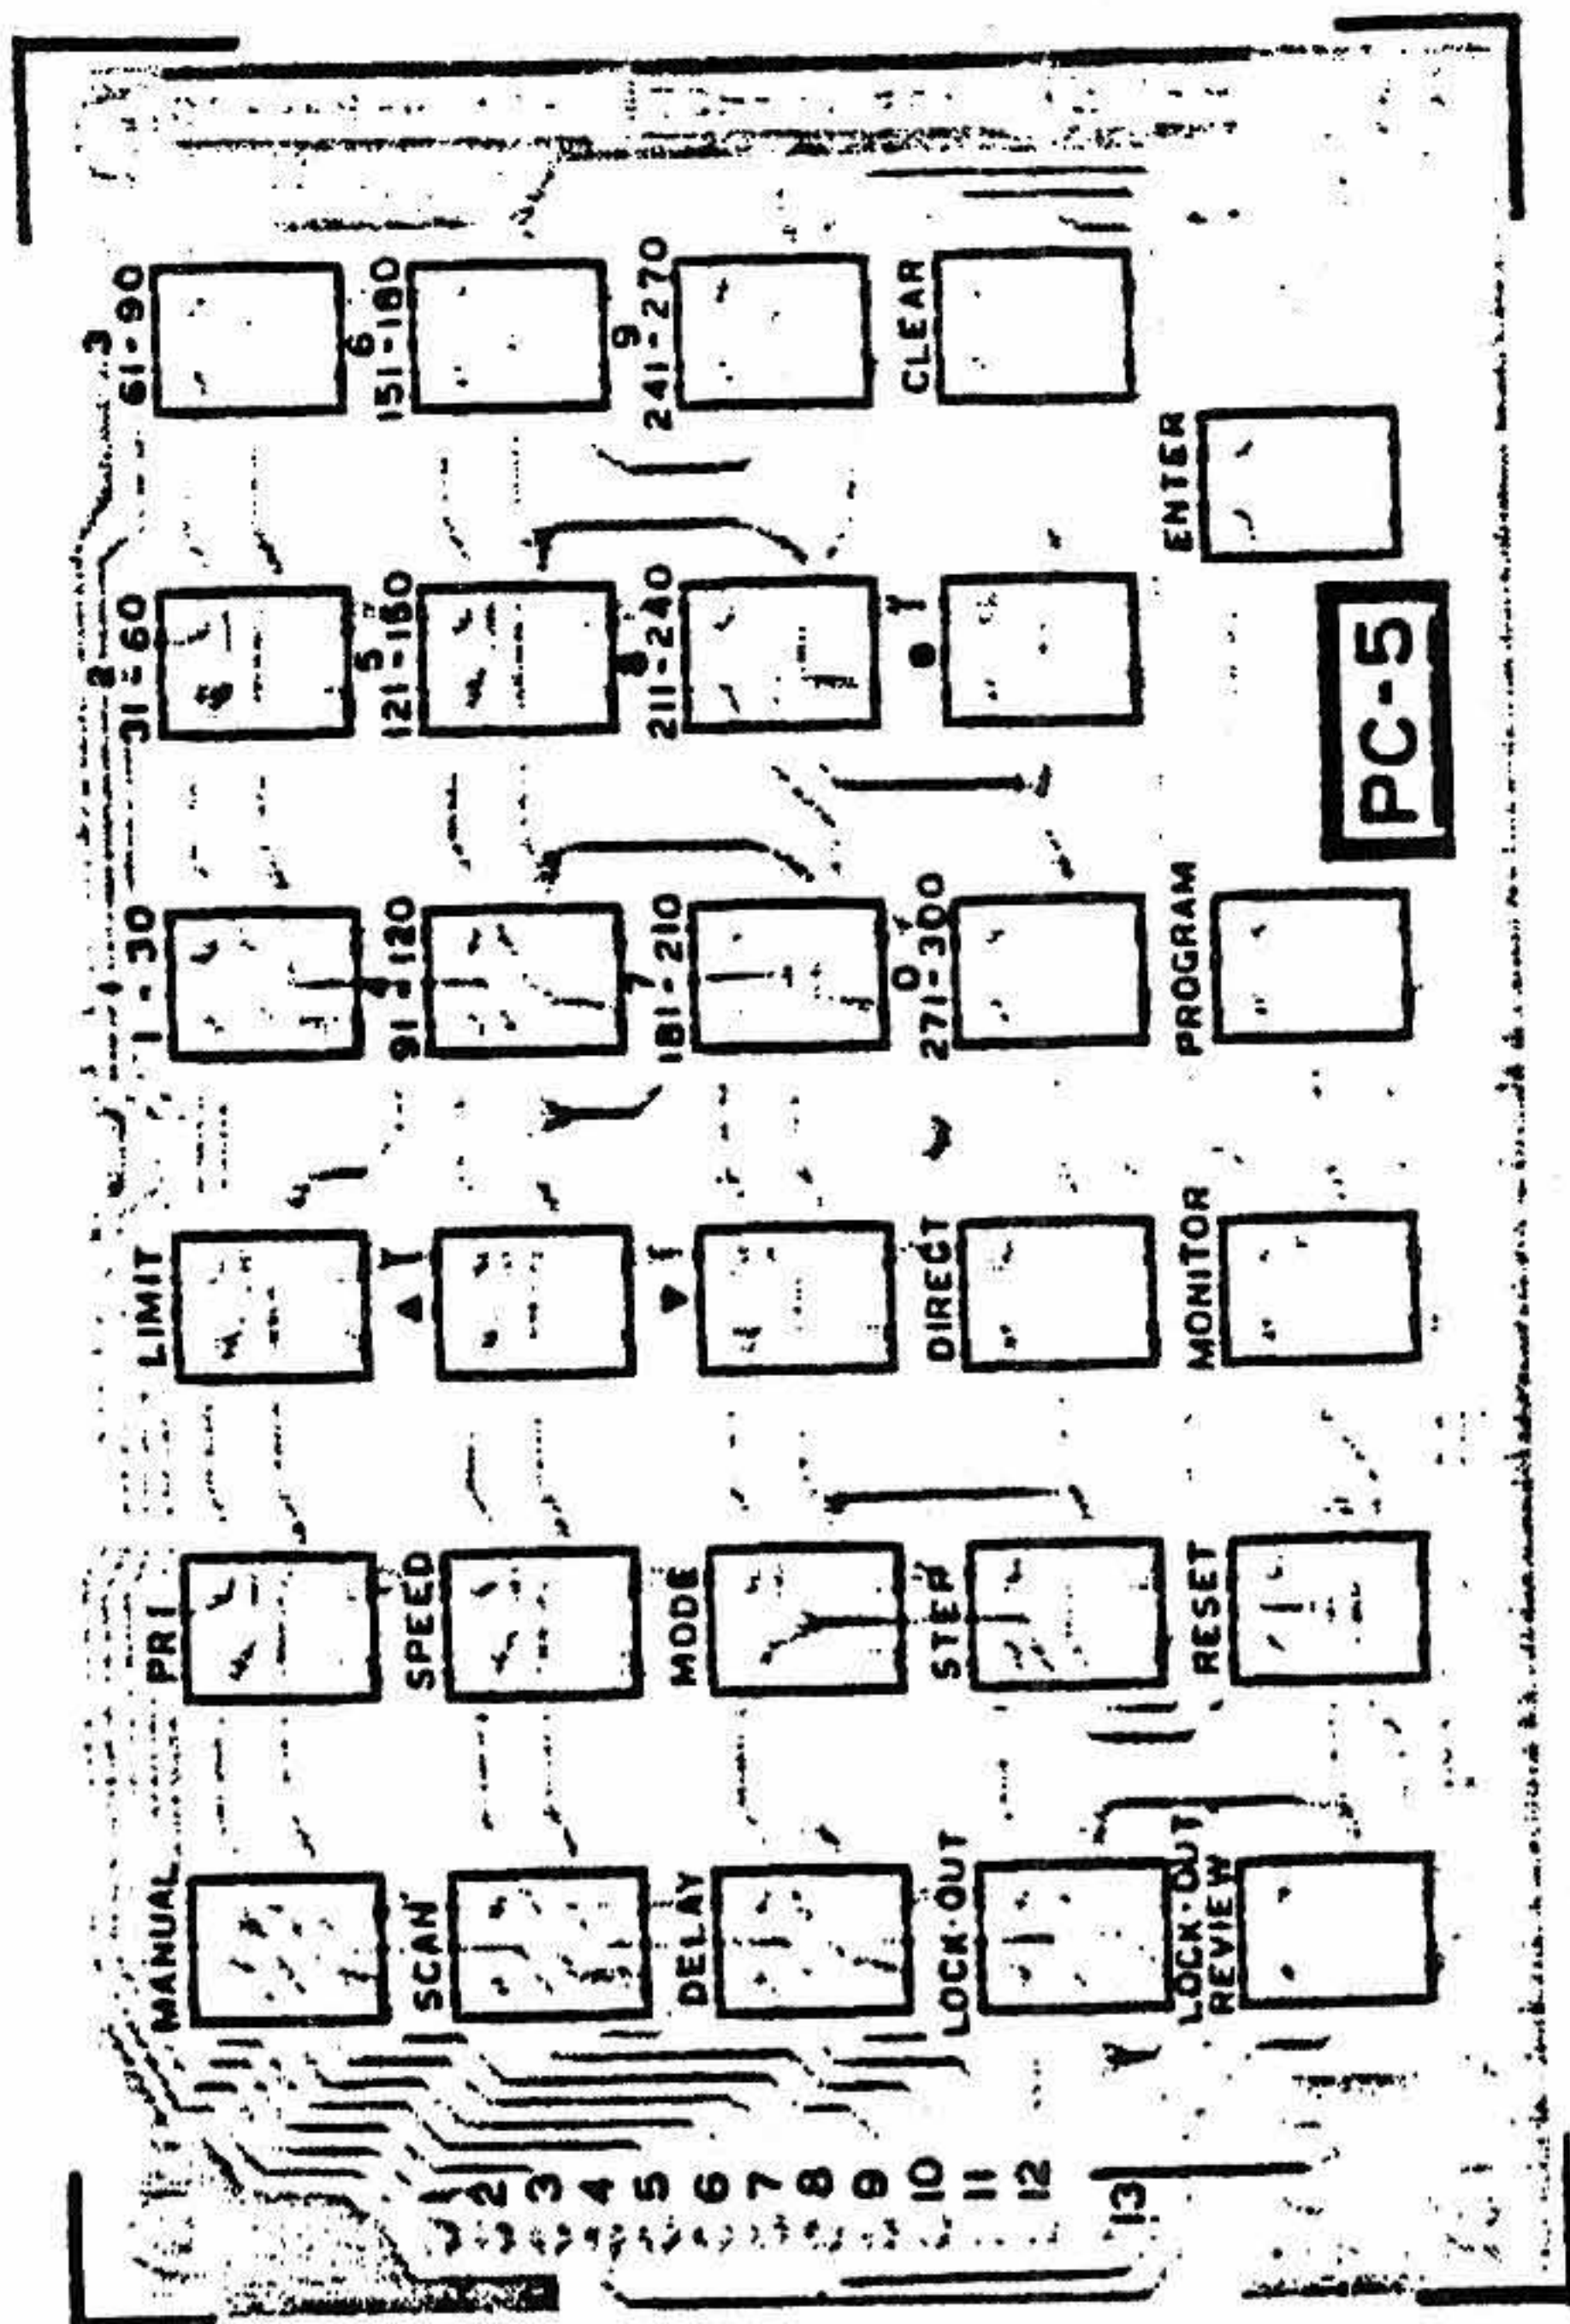 1 2 3
MANUAL PRI LIMIT 1-30 31-60 61-90
4 5 6
SCAN SPEED ▲ 91-120 121-150 151-180
7 8 9
DELAY MODE ▼ 181-210 211-240 241-270
0
LOCK-OUT STEP DIRECT 271-300 ● CLEAR
LOCK-OUT
REVIEW RESET MONITOR PROGRAM ENTER
PC-5
1
2
3
4
5
6
7
8
9
10
11
12
13